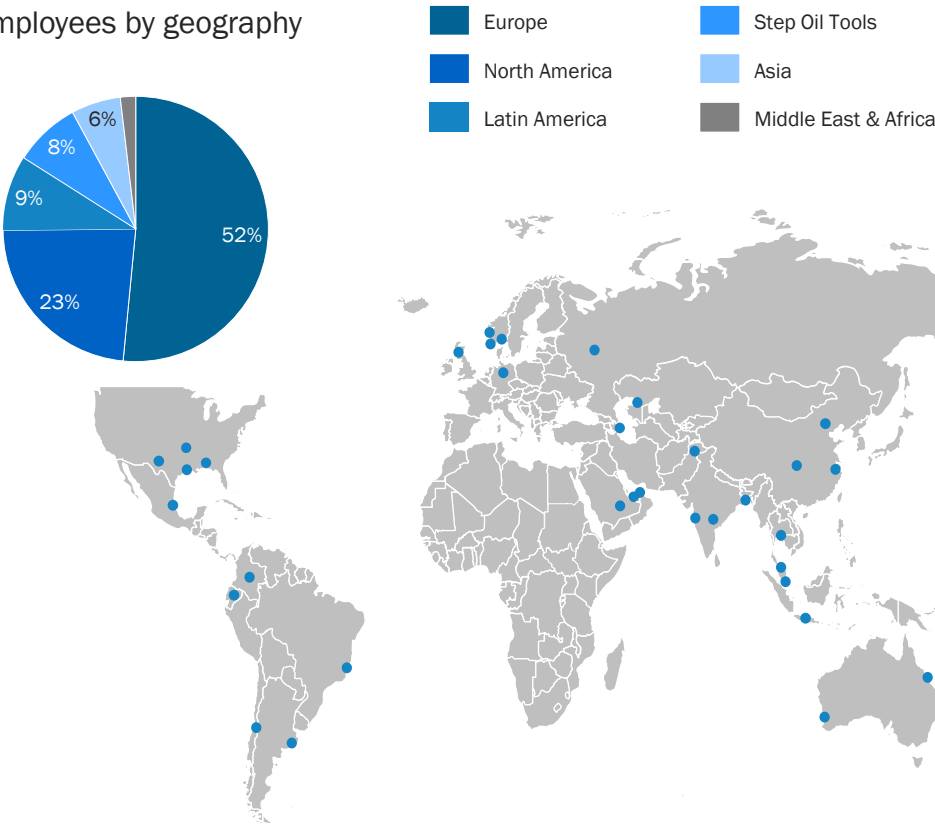 mployees by geography
Europe
Step Oil Tools
North America
Asia
Latin America
Middle East & Africa
6%
8%
9%
52%
23%